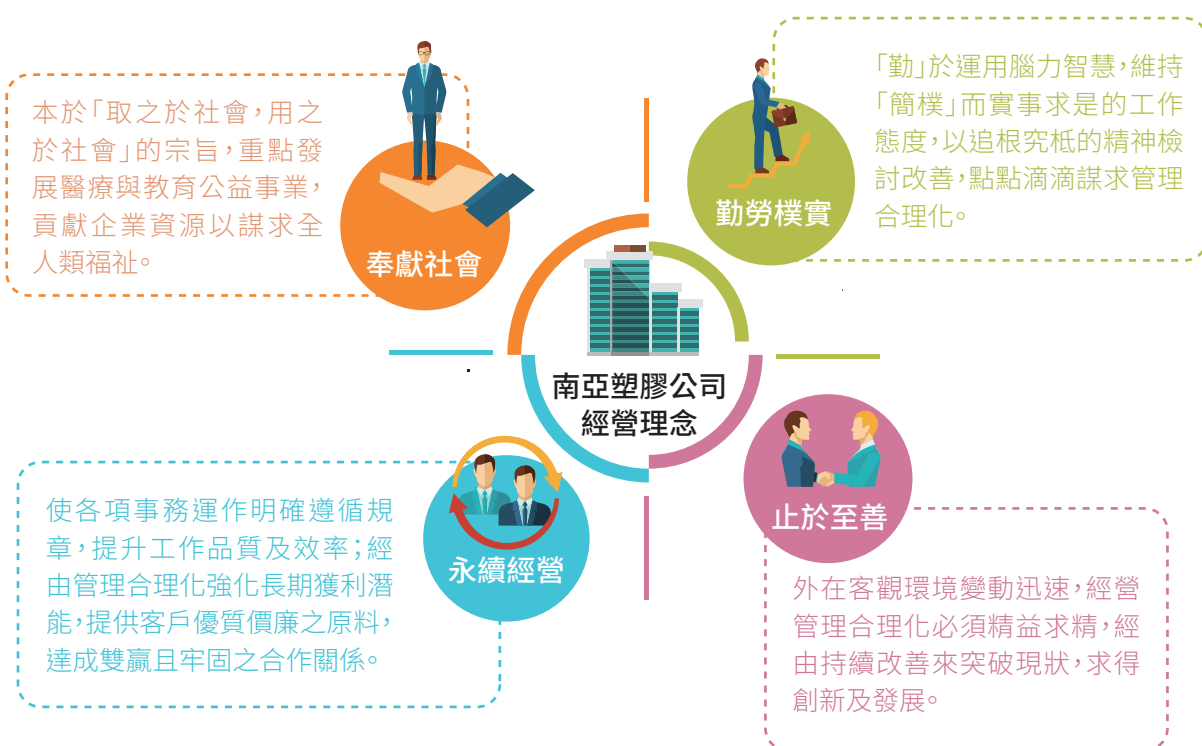 本於「取之於社會，用之
於社會」的宗旨，重點發
展醫療與教育公益事業，
貢獻企業資源以謀求全
人類福祉。
奉獻社會
「勤」於運用腦力智慧，維持
「簡樸」而實事求是的工作
態度，以追根究柢的精神檢
討改善，點點滴滴謀求管理
合理化。
勤勞樸實
南亞塑膠公司
經營理念
使各項事務運作明確遵循規
章，提升工作品質及效率；經
由管理合理化強化長期獲利潛
能，提供客戶優質價廉之原料，
達成雙贏且牢固之合作關係。
永續經營
止於至善
外在客觀環境變動迅速，經營
管理合理化必須精益求精，經
由持續改善來突破現狀，求得
創新及發展。